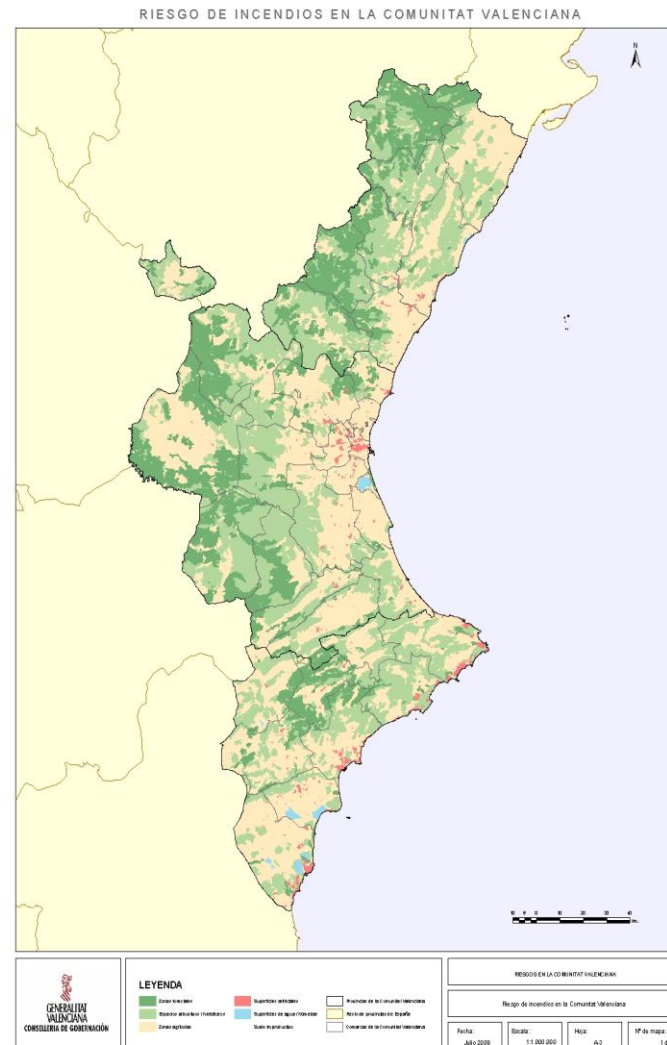 RIESGO DE INCENDIOS EN LA COMUNITAT VALENCIANA
N
GENERALITAT
VALENCIANA
CONSELLERIA DE GOBERNACIÓN
LEYENDA
Zonas forestales
Espacios arbustivos / herbáceos
Zonas agrícolas
Superficies artificiales
Superficies de agua / húmedas
Suelo improductivo
Provincias de la Comunitat Valenciana
Resto de provincias de España
Comarcas de la Comunitat Valenciana
RIESGOS EN LA COMUNITAT VALENCIANA
Riesgo de incendios en la Comunitat Valenciana
Fecha:
Julio 2009
Escala:
1:1.000.000
Hoja:
A-3
Nº de mapa: